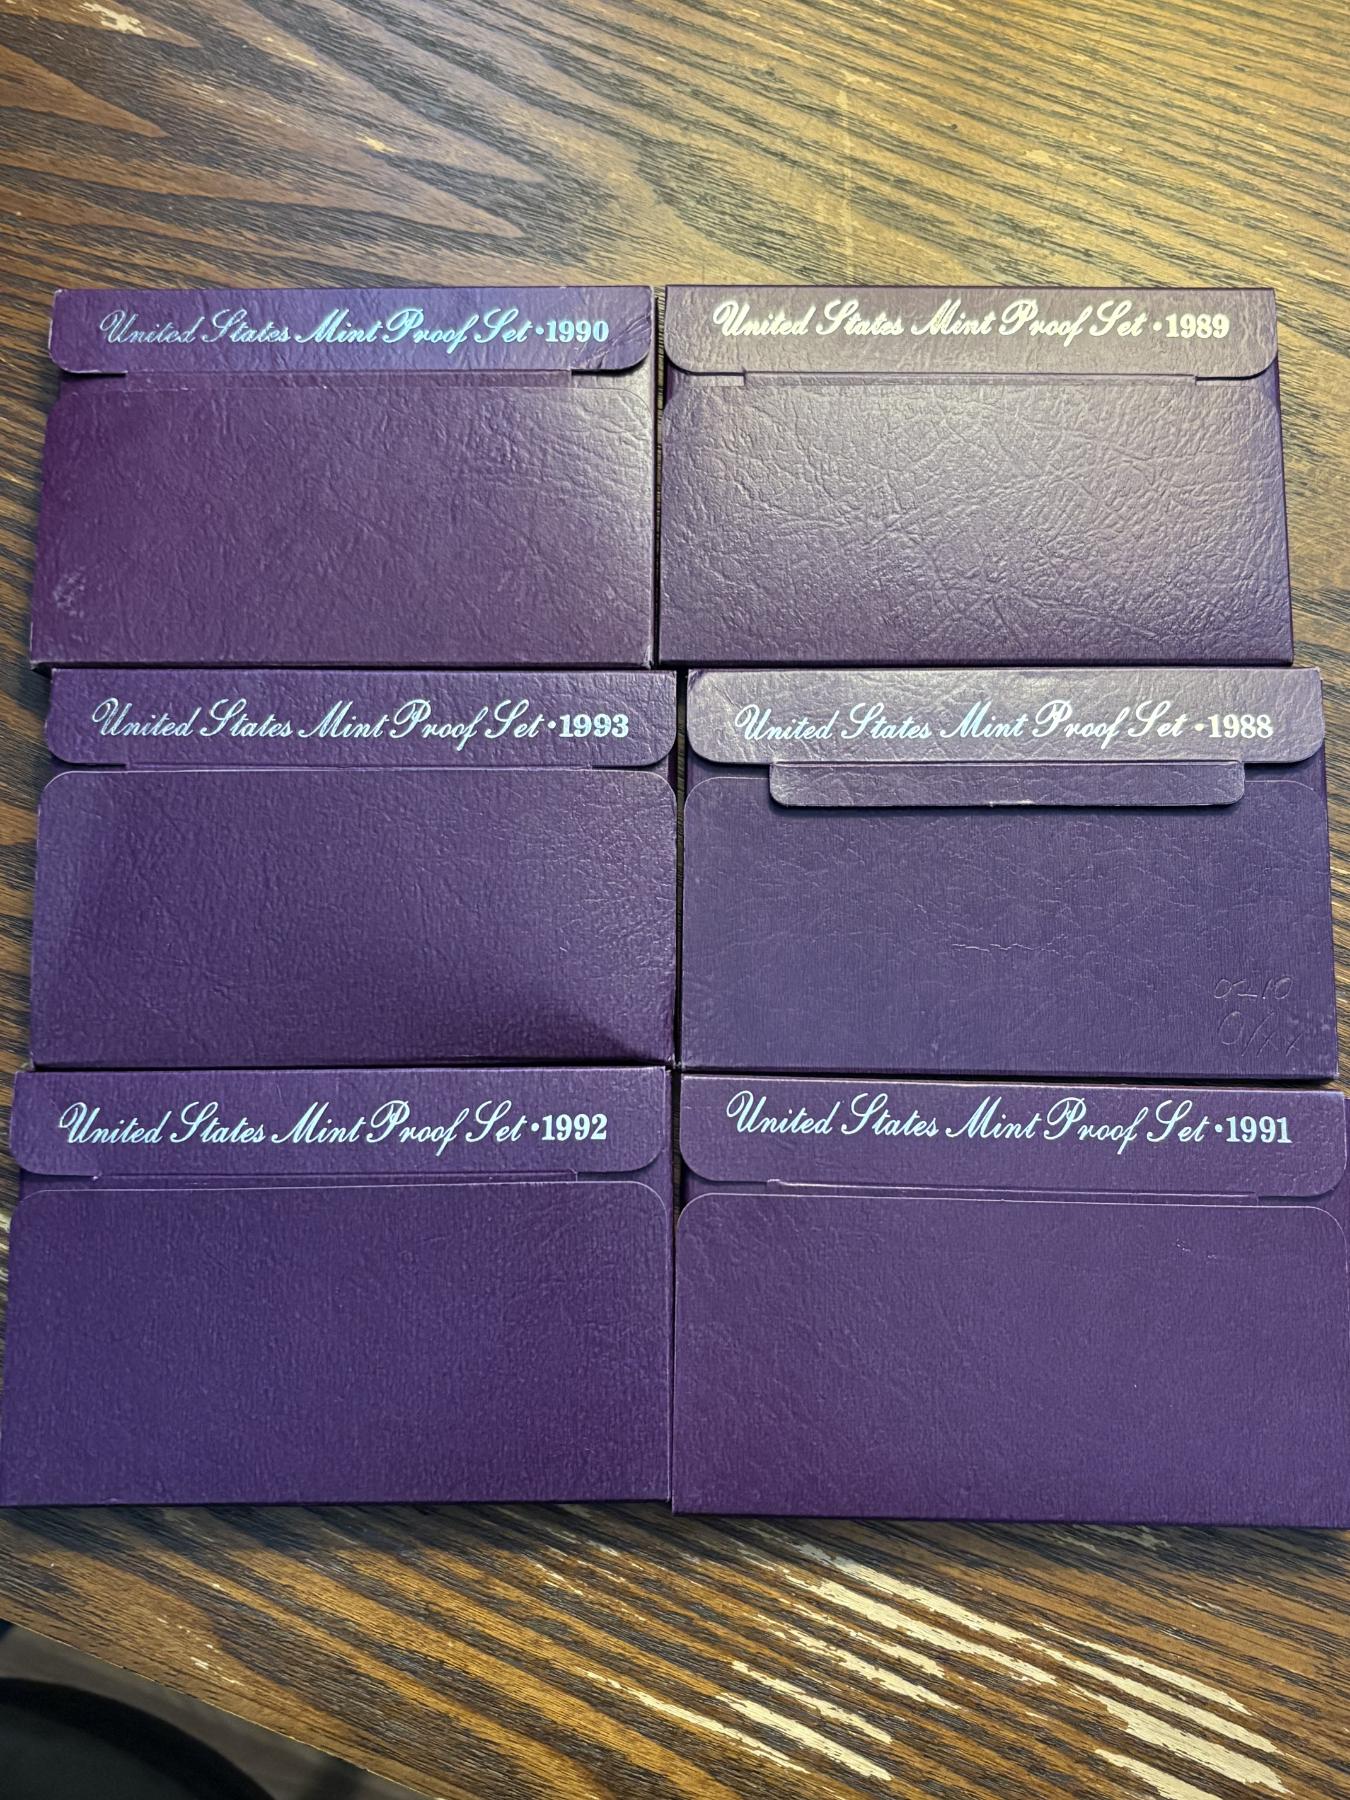 United States Mint Proof Set • 1990
United States Mint Proof Set • 1989
United States Mint Proof Set • 1993
United States Mint Proof Set • 1988
United States Mint Proof Set • 1992
United States Mint Proof Set • 1991